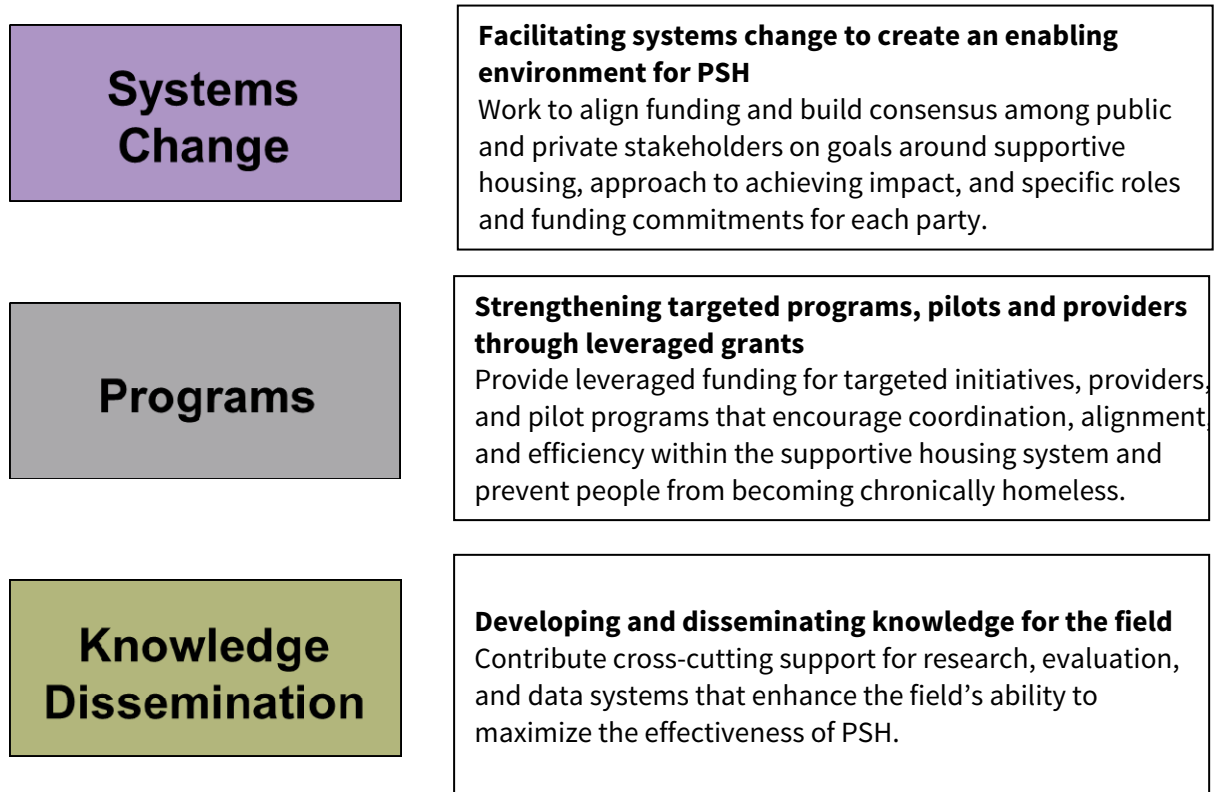 Systems
Change
Facilitating systems change to create an enabling
environment for PSH
Work to align funding and build consensus among public
and private stakeholders on goals around supportive
housing, approach to achieving impact, and specific roles
and funding commitments for each party.
Programs
Strengthening targeted programs, pilots and providers
through leveraged grants
Provide leveraged funding for targeted initiatives, providers,
and pilot programs that encourage coordination, alignment,
and efficiency within the supportive housing system and
prevent people from becoming chronically homeless.
Knowledge
Dissemination
Developing and disseminating knowledge for the field
Contribute cross-cutting support for research, evaluation,
and data systems that enhance the field’s ability to
maximize the effectiveness of PSH.